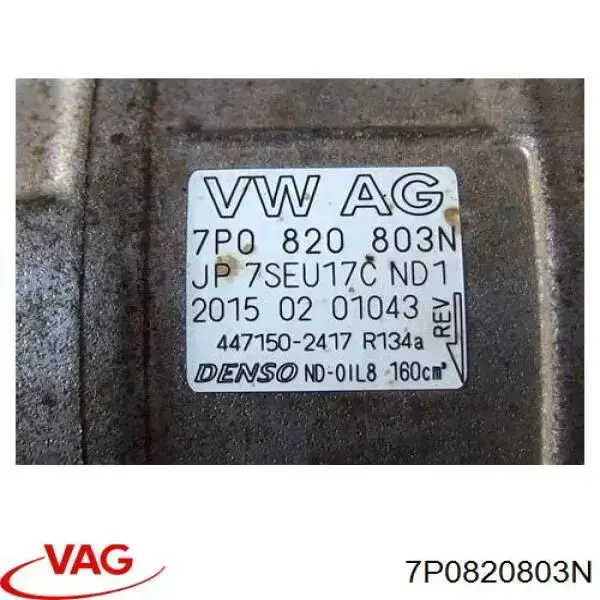 VW AG
7P0 820 803N
JP 7SEU17C ND1
2015 02 01043
REV
447150-2417 R134a
DENSO ND-OIL8 160cm³
VAG
7P0820803N